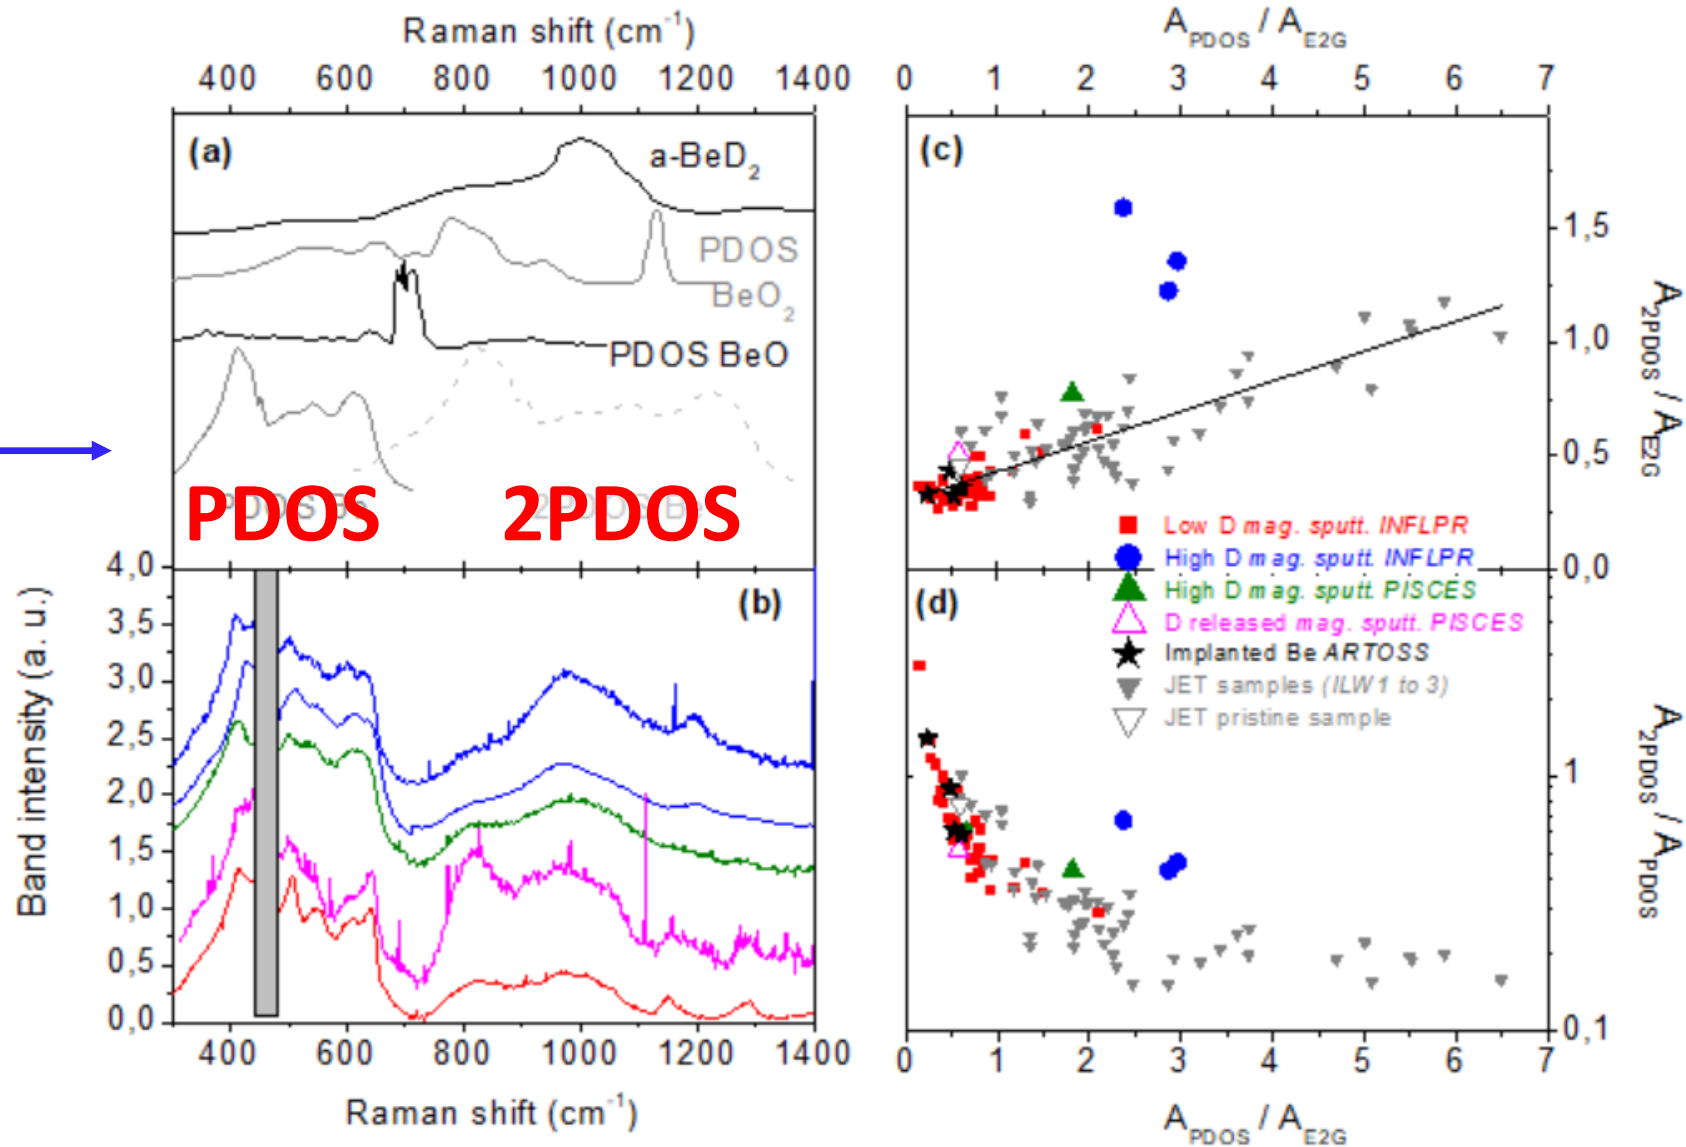 Raman shift (cm⁻¹)
400 600 800 1000 1200 1400
(a)
a-BeD₂
PDOS
BeO₂
PDOS BeO
PDOS
2PDOS
Band intensity (a. u.)
4,0
3,5
3,0
2,5
2,0
1,5
1,0
0,5
0,0
(b)
400 600 800 1000 1200 1400
Raman shift (cm⁻¹)
A_PDOS / A_E2G
0 1 2 3 4 5 6 7
(c)
1,5
1,0
0,5
0,0
A_2PDOS / A_E2G
Low D mag. sputt. INFLPR
High D mag. sputt. INFLPR
High D mag. sputt. PISCES
D released mag. sputt. PISCES
Implanted Be ARTOSS
JET samples (ILW 1 to 3)
JET pristine sample
(d)
1
0,1
A_2PDOS / A_PDOS
0 1 2 3 4 5 6 7
A_PDOS / A_E2G